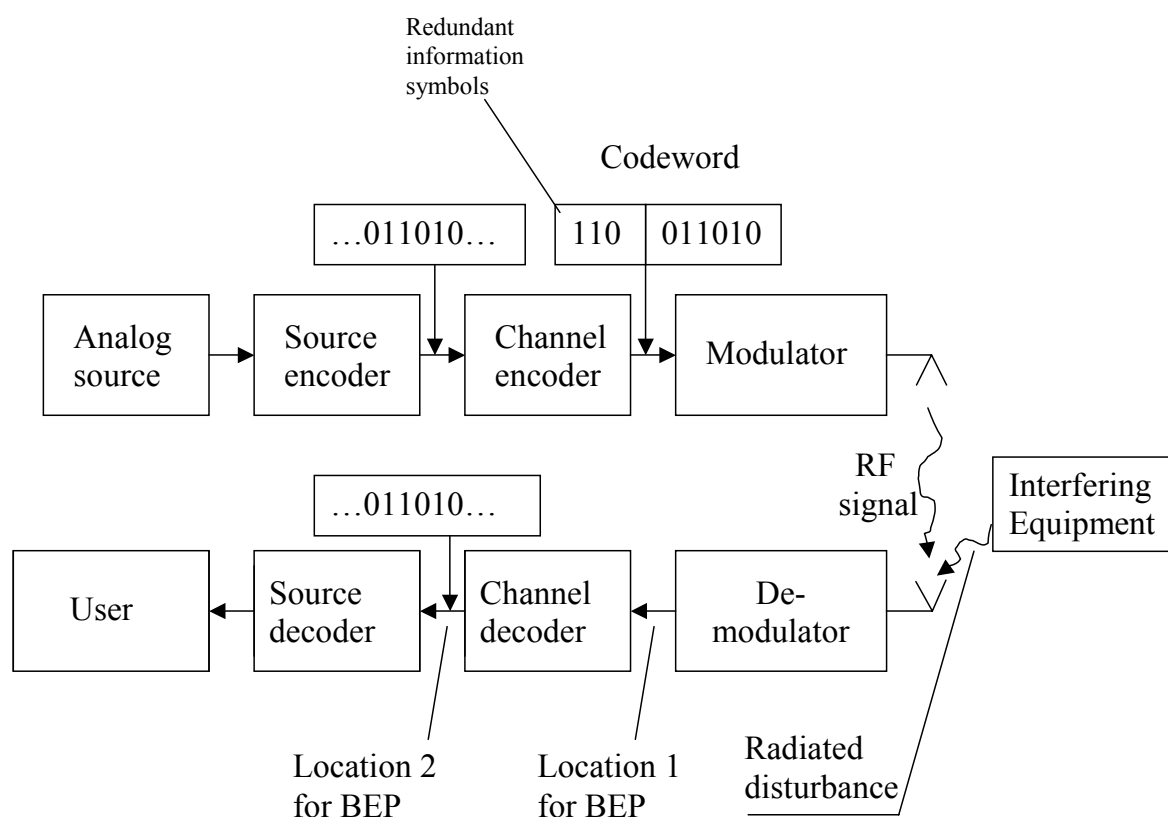 Redundant
information
symbols
Codeword
...011010...
110 011010
Analog
source
Source
encoder
Channel
encoder
Modulator
RF
signal
Interfering
Equipment
...011010...
User
Source
decoder
Channel
decoder
De-
modulator
Location 2
for BEP
Location 1
for BEP
Radiated
disturbance